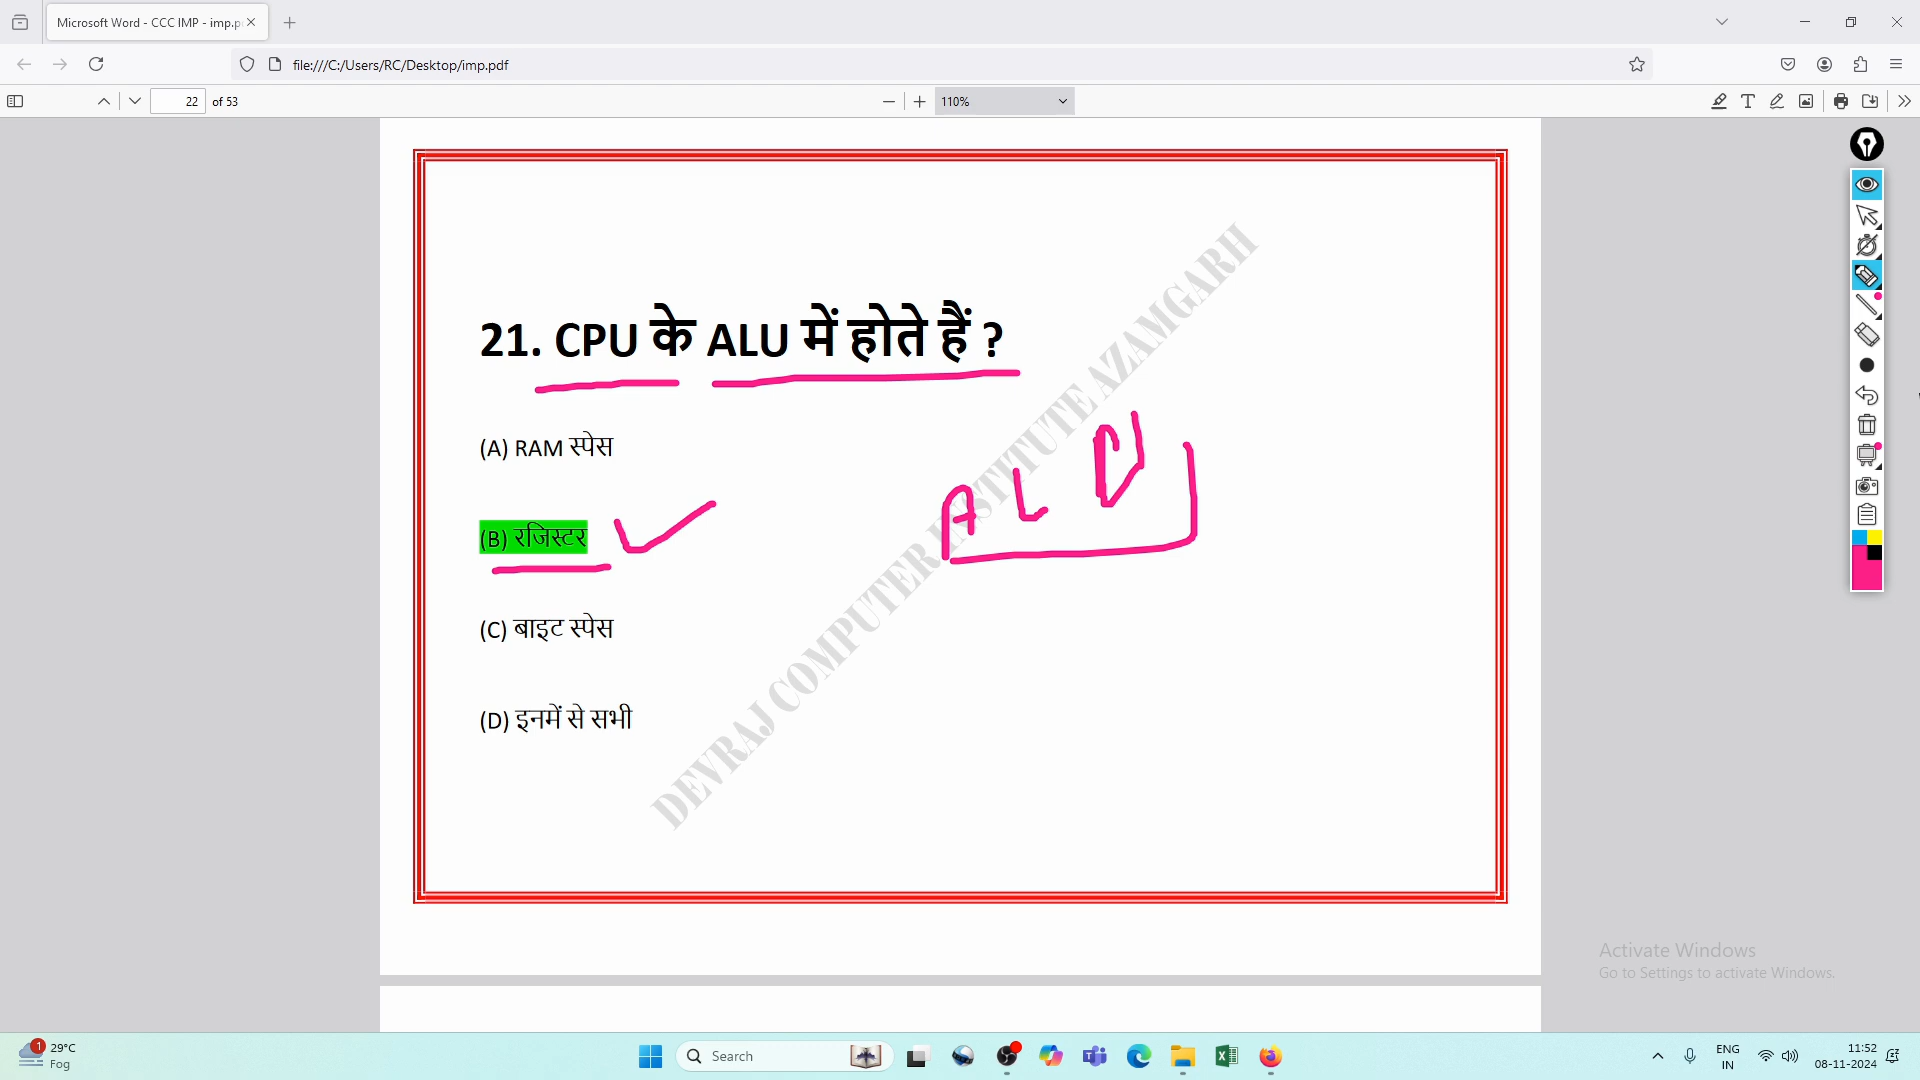 Microsoft Word - CCC IMP - imp.p
file:///C:/Users/RC/Desktop/imp.pdf
22 of 53
110%
21. CPU के ALU में होते हैं ?
(A) RAM स्पेस
(B) रजिस्टर
(C) बाइट स्पेस
(D) इनमें से सभी
A L U
DEVRAJ COMPUTER INSTITUTE AZAMGARH
Activate Windows
Go to Settings to activate Windows.
1
29°C
Fog
Search
ENG
IN
11:52
08-11-2024